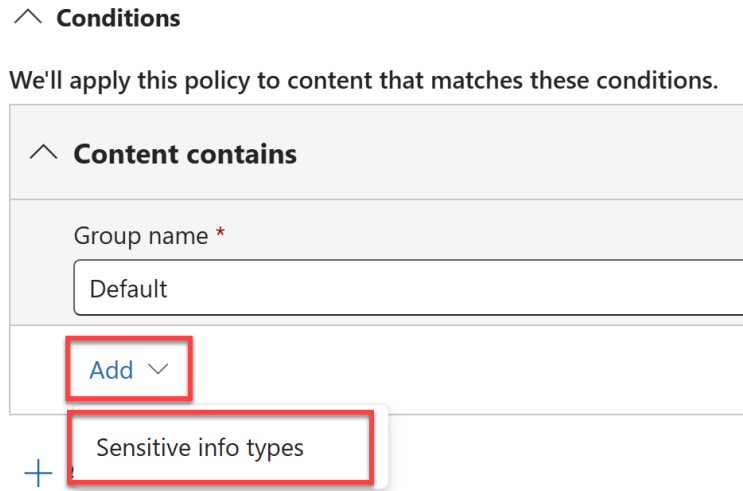 Conditions
We'll apply this policy to content that matches these conditions.
Content contains
Group name *
Default
Add
Sensitive info types